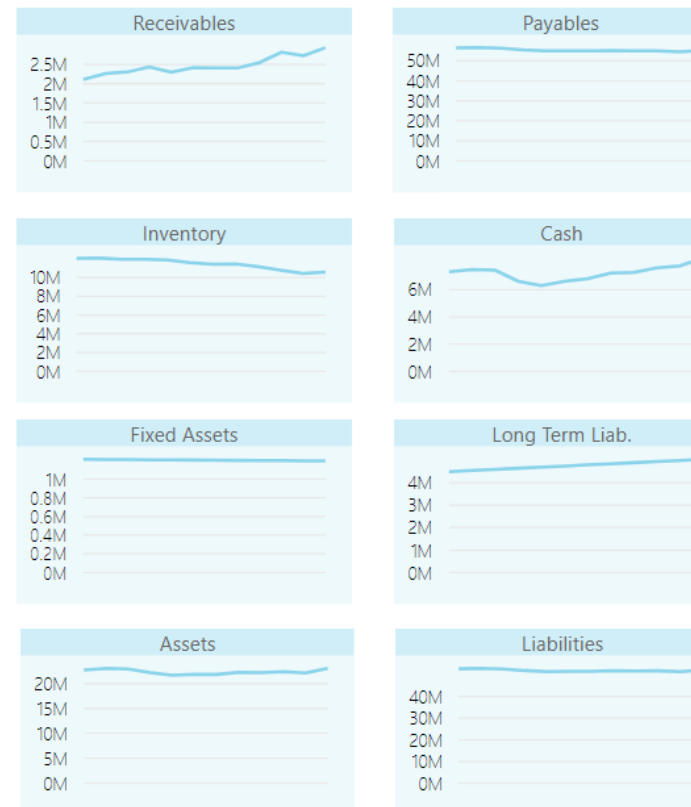 Receivables
2.5M
2M
1.5M
1M
0.5M
0M
Payables
50M
40M
30M
20M
10M
0M
Inventory
10M
8M
6M
4M
2M
0M
Cash
6M
4M
2M
0M
Fixed Assets
1M
0.8M
0.6M
0.4M
0.2M
0M
Long Term Liab.
4M
3M
2M
1M
0M
Assets
20M
15M
10M
5M
0M
Liabilities
40M
30M
20M
10M
0M